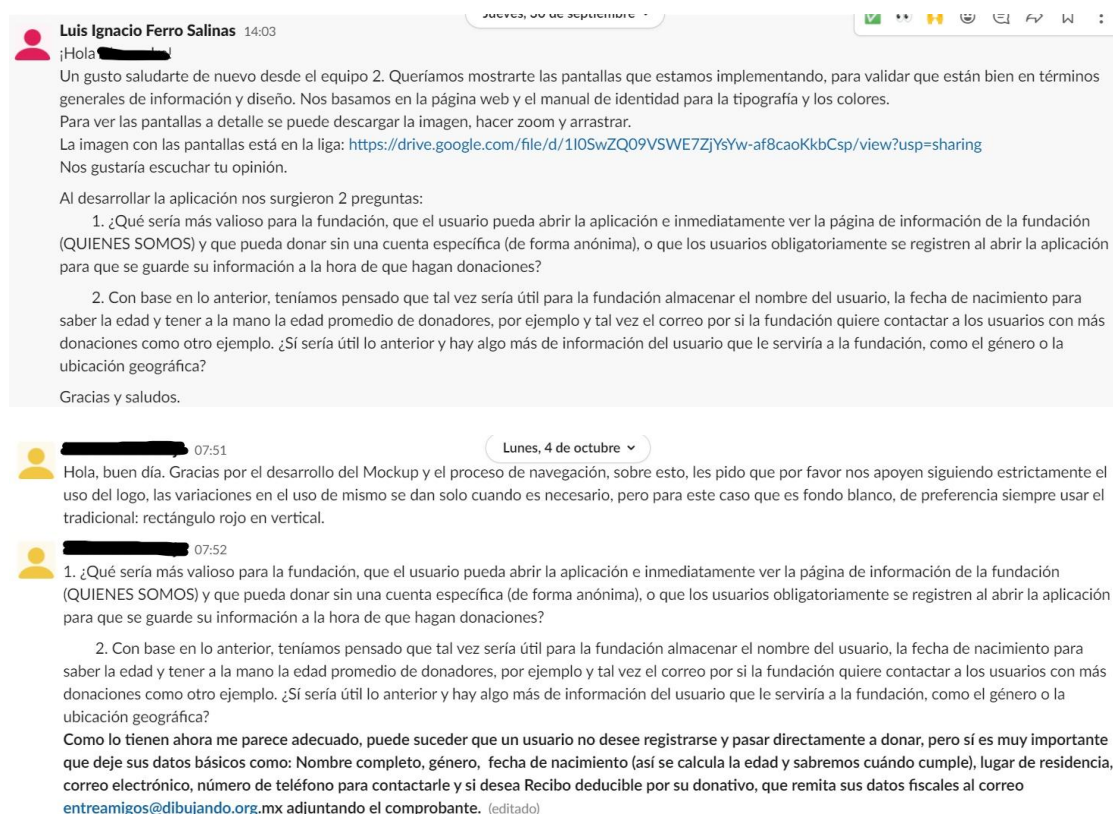 Jueves, 30 de septiembre
Luis Ignacio Ferro Salinas 14:03
¡Hola
Un gusto saludarte de nuevo desde el equipo 2. Queríamos mostrarte las pantallas que estamos implementando, para validar que están bien en términos
generales de información y diseño. Nos basamos en la página web y el manual de identidad para la tipografía y los colores.
Para ver las pantallas a detalle se puede descargar la imagen, hacer zoom y arrastrar.
La imagen con las pantallas está en la liga: https://drive.google.com/file/d/1I0SwZQ09VSWE7ZjYsYw-af8caoKkbCsp/view?usp=sharing
Nos gustaría escuchar tu opinión.
Al desarrollar la aplicación nos surgieron 2 preguntas:
1. ¿Qué sería más valioso para la fundación, que el usuario pueda abrir la aplicación e inmediatamente ver la página de información de la fundación
(QUIENES SOMOS) y que pueda donar sin una cuenta específica (de forma anónima), o que los usuarios obligatoriamente se registren al abrir la aplicación
para que se guarde su información a la hora de que hagan donaciones?
2. Con base en lo anterior, teníamos pensado que tal vez sería útil para la fundación almacenar el nombre del usuario, la fecha de nacimiento para
saber la edad y tener a la mano la edad promedio de donadores, por ejemplo y tal vez el correo por si la fundación quiere contactar a los usuarios con más
donaciones como otro ejemplo. ¿Sí sería útil lo anterior y hay algo más de información del usuario que le serviría a la fundación, como el género o la
ubicación geográfica?
Gracias y saludos.
Lunes, 4 de octubre
07:51
Hola, buen día. Gracias por el desarrollo del Mockup y el proceso de navegación, sobre esto, les pido que por favor nos apoyen siguiendo estrictamente el
uso del logo, las variaciones en el uso de mismo se dan solo cuando es necesario, pero para este caso que es fondo blanco, de preferencia siempre usar el
tradicional: rectángulo rojo en vertical.
07:52
1. ¿Qué sería más valioso para la fundación, que el usuario pueda abrir la aplicación e inmediatamente ver la página de información de la fundación
(QUIENES SOMOS) y que pueda donar sin una cuenta específica (de forma anónima), o que los usuarios obligatoriamente se registren al abrir la aplicación
para que se guarde su información a la hora de que hagan donaciones?
2. Con base en lo anterior, teníamos pensado que tal vez sería útil para la fundación almacenar el nombre del usuario, la fecha de nacimiento para
saber la edad y tener a la mano la edad promedio de donadores, por ejemplo y tal vez el correo por si la fundación quiere contactar a los usuarios con más
donaciones como otro ejemplo. ¿Sí sería útil lo anterior y hay algo más de información del usuario que le serviría a la fundación, como el género o la
ubicación geográfica?
Como lo tienen ahora me parece adecuado, puede suceder que un usuario no desee registrarse y pasar directamente a donar, pero sí es muy importante
que deje sus datos básicos como: Nombre completo, género, fecha de nacimiento (así se calcula la edad y sabremos cuándo cumple), lugar de residencia,
correo electrónico, número de teléfono para contactarle y si desea Recibo deducible por su donativo, que remita sus datos fiscales al correo
entreamigos@dibujando.org.mx adjuntando el comprobante. (editado)